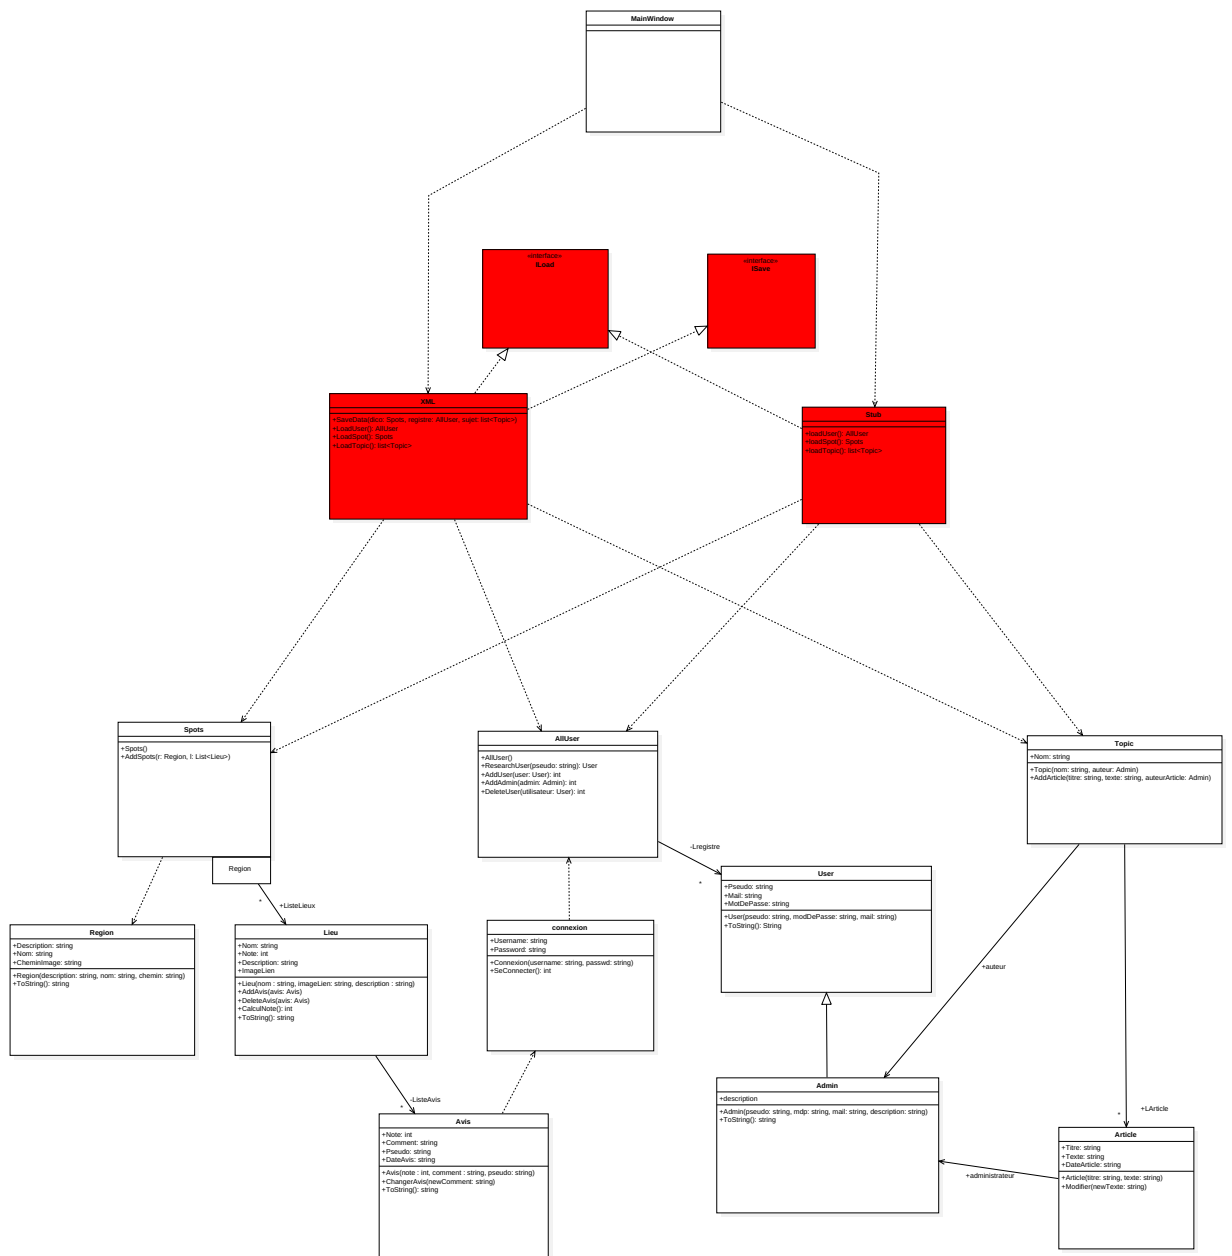 MainWindow
«interface»
ILoad
«interface»
ISave
XML
+SaveData(dico: Spots, registre: AllUser, sujet: list<Topic>)
+LoadUser(): AllUser
+LoadSpot(): Spots
+LoadTopic(): list<Topic>
Stub
+loadUser(): AllUser
+loadSpot(): Spots
+loadTopic(): list<Topic>
Spots
+Spots()
+AddSpots(r: Region, l: List<Lieu>)
Region
AllUser
+AllUser()
+ResearchUser(pseudo: string): User
+AddUser(user: User): int
+AddAdmin(admin: Admin): int
+DeleteUser(utilisateur: User): int
Topic
+Nom: string
+Topic(nom: string, auteur: Admin)
+AddArticle(titre: string, texte: string, auteurArticle: Admin)
-Lregistre
*
*
+ListeLieux
User
+Pseudo: string
+Mail: string
+MotDePasse: string
+User(pseudo: string, modDePasse: string, mail: string)
+ToString(): String
Region
+Description: string
+Nom: string
+CheminImage: string
+Region(description: string, nom: string, chemin: string)
+ToString(): string
Lieu
+Nom: string
+Note: int
+Description: string
+ImageLien
+Lieu(nom : string, imageLien: string, description : string)
+AddAvis(avis: Avis)
+DeleteAvis(avis: Avis)
+CalculNote(): int
+ToString(): string
connexion
+Username: string
+Password: string
+Connexion(username: string, passwd: string)
+SeConnecter(): int
+auteur
-ListeAvis
*
Avis
+Note: int
+Comment: string
+Pseudo: string
+DateAvis: string
+Avis(note : int, comment : string, pseudo: string)
+ChangerAvis(newComment: string)
+ToString(): string
Admin
+description
+Admin(pseudo: string, mdp: string, mail: string, description: string)
+ToString(): string
+LArticle
*
+administrateur
Article
+Titre: string
+Texte: string
+DateArticle: string
+Article(titre: string, texte: string)
+Modifier(newTexte: string)